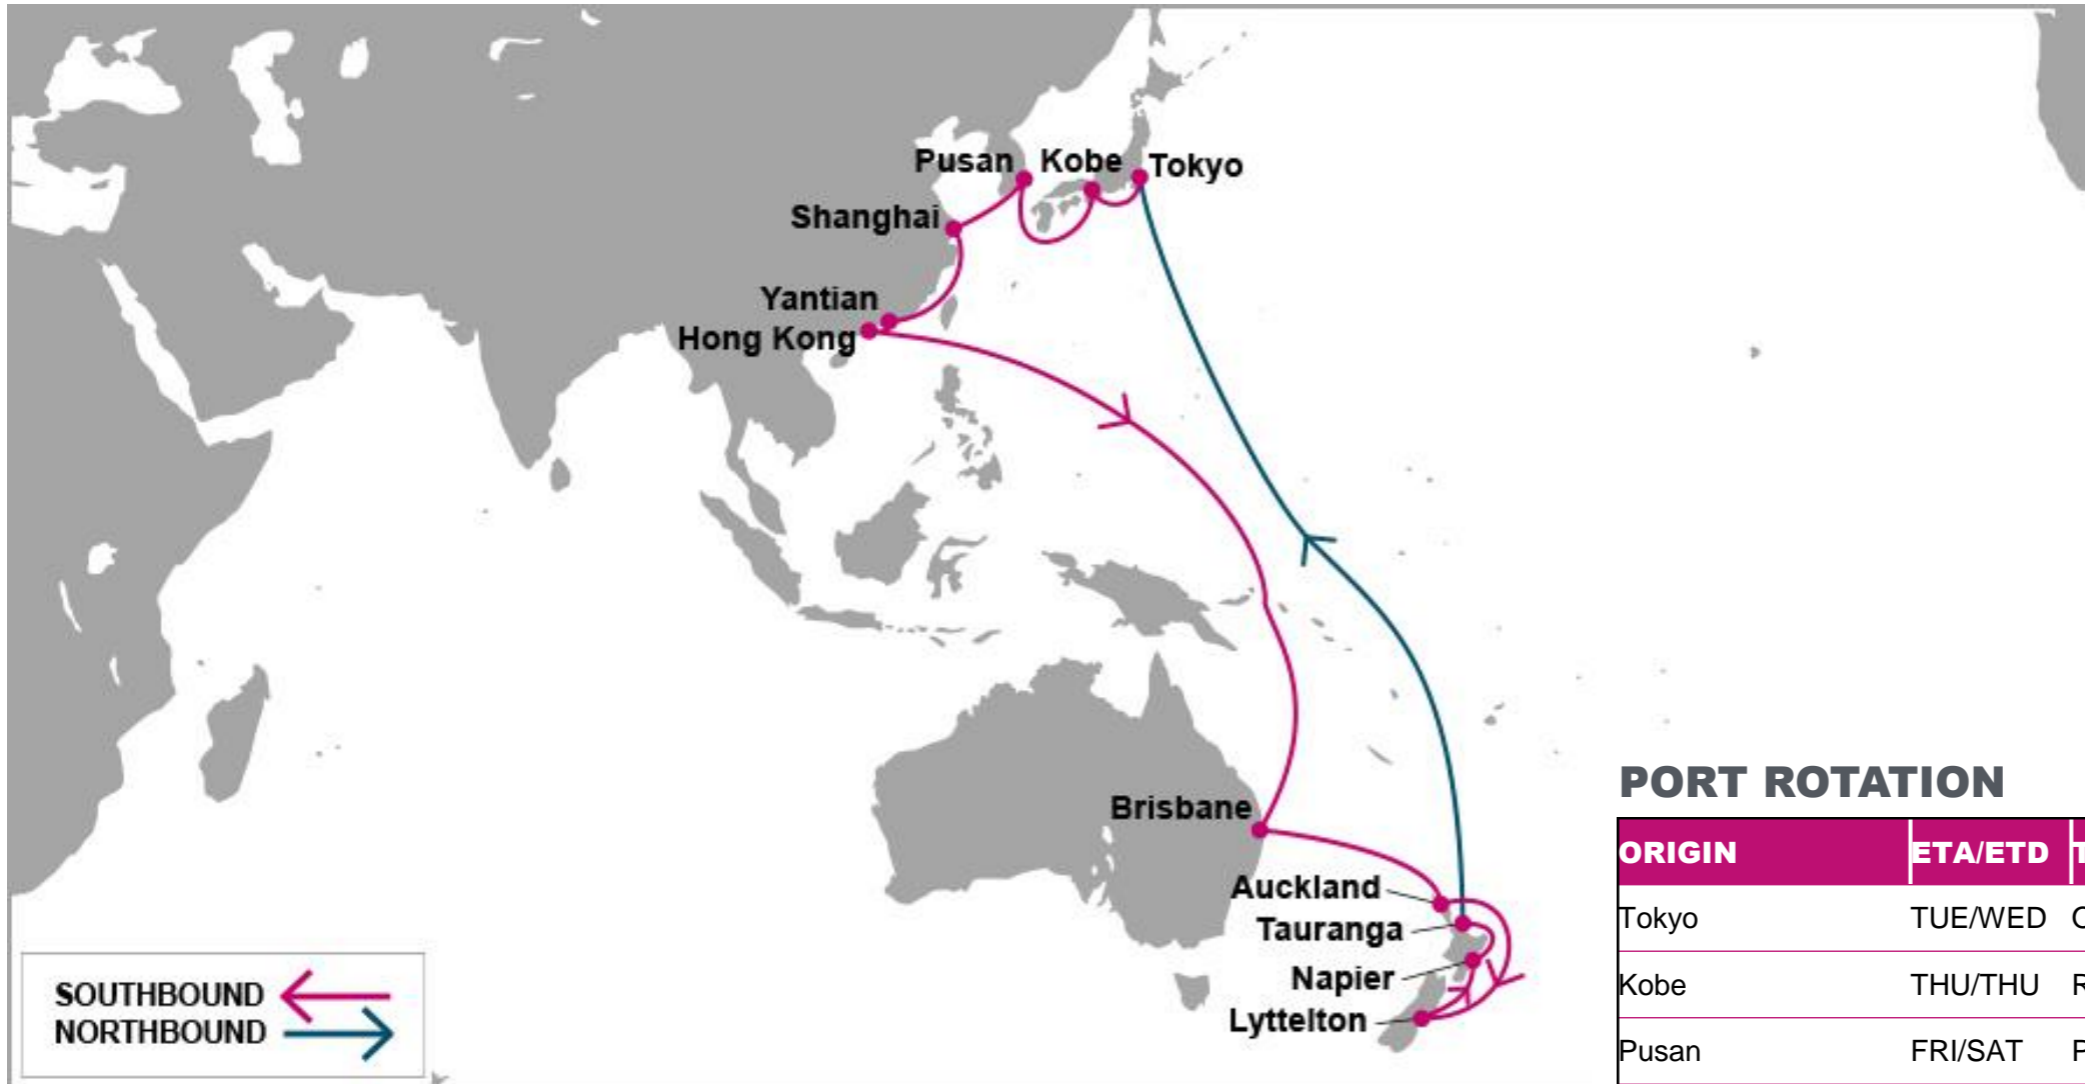 Pusan
Kobe
Tokyo
Shanghai
Yantian
Hong Kong
Brisbane
Auckland
Tauranga
Napier
Lyttelton
SOUTHBOUND
NORTHBOUND
PORT ROTATION
ORIGIN ETA/ETD
Tokyo TUE/WED
Kobe THU/THU
Pusan FRI/SAT